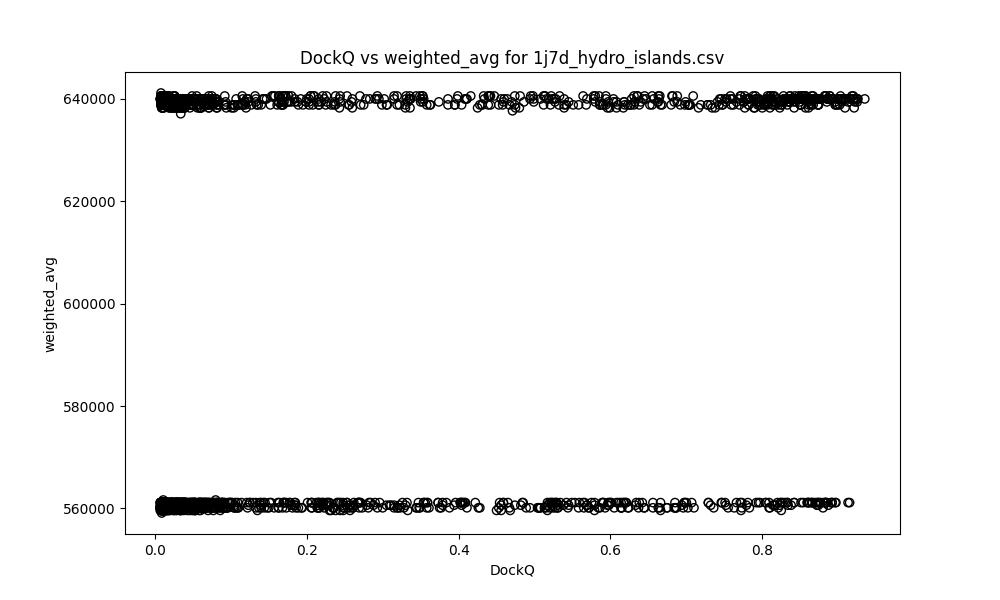 DockQ vs weighted_avg for 1j7d_hydro_islands.csv
640000
620000
600000
580000
560000
weighted_avg
0.0 0.2 0.4 0.6 0.8
DockQ